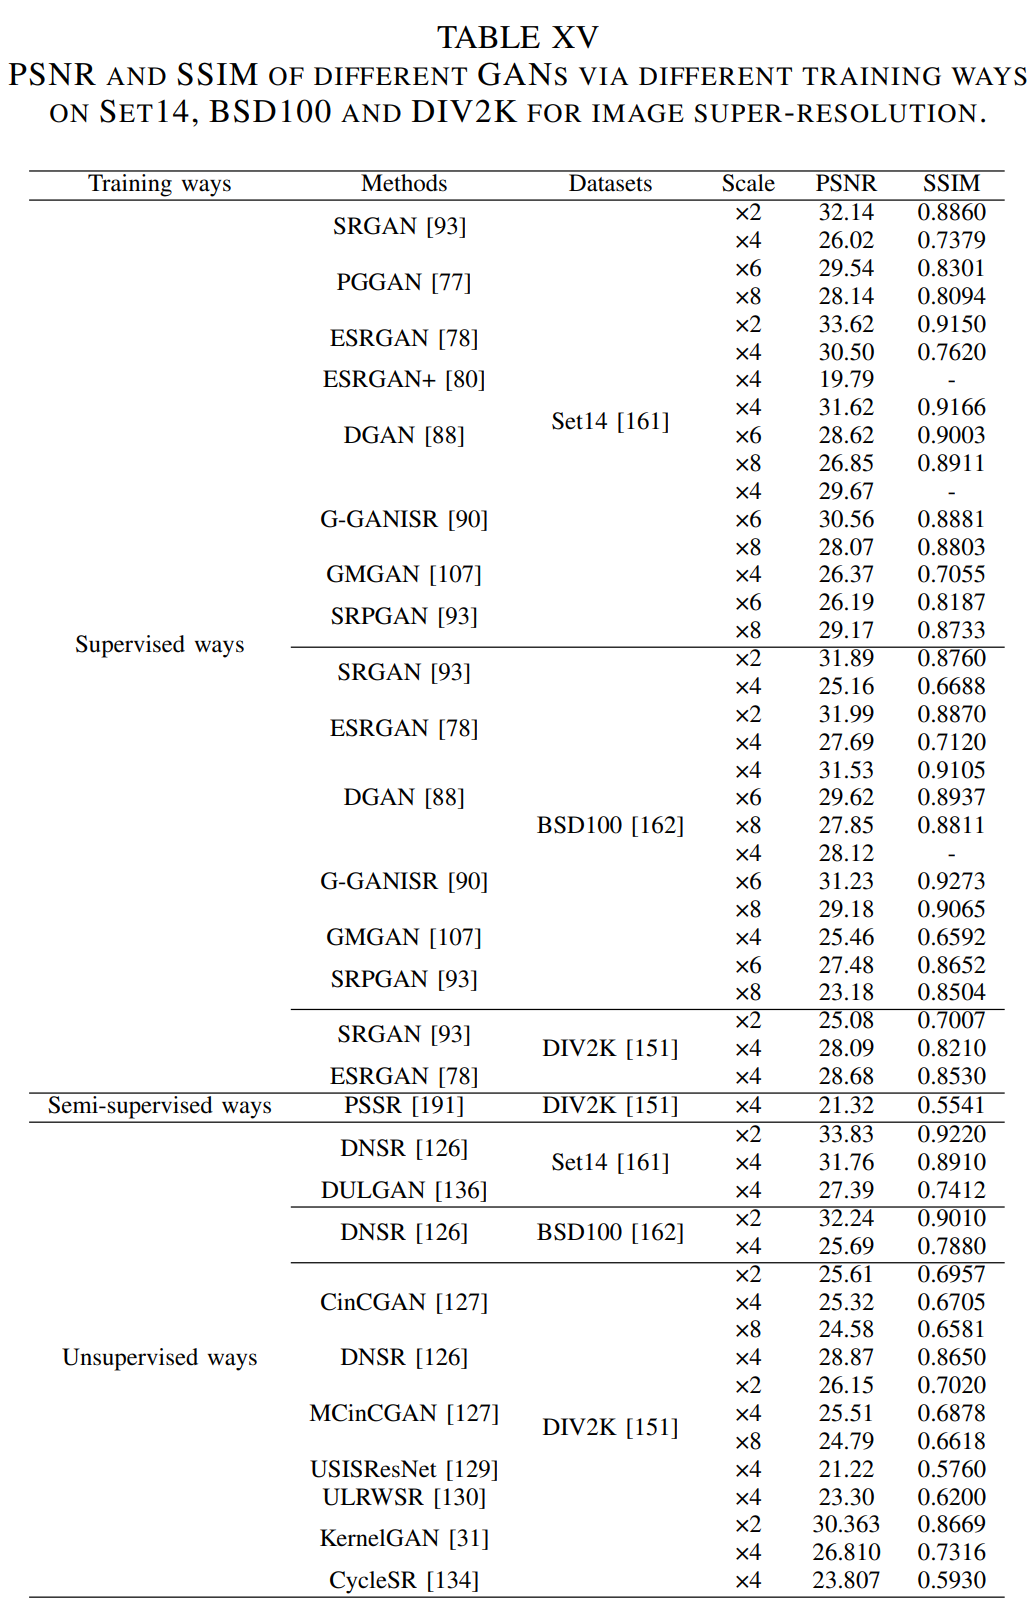 TABLE XV
PSNR AND SSIM OF DIFFERENT GANS VIA DIFFERENT TRAINING WAYS
ON SET14, BSD100 AND DIV2K FOR IMAGE SUPER-RESOLUTION.
Training ways Methods Datasets Scale PSNR SSIM
×2 32.14 0.8860
SRGAN [93]
×4 26.02 0.7379
×6 29.54 0.8301
PGGAN [77]
×8 28.14 0.8094
×2 33.62 0.9150
ESRGAN [78]
×4 30.50 0.7620
ESRGAN+ [80] ×4 19.79 -
×4 31.62 0.9166
Set14 [161]
DGAN [88] ×6 28.62 0.9003
×8 26.85 0.8911
×4 29.67 -
G-GANISR [90] ×6 30.56 0.8881
×8 28.07 0.8803
GMGAN [107] ×4 26.37 0.7055
×6 26.19 0.8187
SRPGAN [93]
×8 29.17 0.8733
Supervised ways
×2 31.89 0.8760
SRGAN [93]
×4 25.16 0.6688
×2 31.99 0.8870
ESRGAN [78]
×4 27.69 0.7120
×4 31.53 0.9105
DGAN [88] ×6 29.62 0.8937
BSD100 [162] ×8 27.85 0.8811
×4 28.12 -
G-GANISR [90] ×6 31.23 0.9273
×8 29.18 0.9065
GMGAN [107] ×4 25.46 0.6592
×6 27.48 0.8652
SRPGAN [93]
×8 23.18 0.8504
×2 25.08 0.7007
SRGAN [93]
DIV2K [151] ×4 28.09 0.8210
ESRGAN [78] ×4 28.68 0.8530
Semi-supervised ways PSSR [191] DIV2K [151] ×4 21.32 0.5541
×2 33.83 0.9220
DNSR [126]
Set14 [161] ×4 31.76 0.8910
DULGAN [136] ×4 27.39 0.7412
×2 32.24 0.9010
DNSR [126] BSD100 [162]
×4 25.69 0.7880
×2 25.61 0.6957
CinCGAN [127] ×4 25.32 0.6705
×8 24.58 0.6581
Unsupervised ways DNSR [126] ×4 28.87 0.8650
×2 26.15 0.7020
MCinCGAN [127] ×4 25.51 0.6878
DIV2K [151]
×8 24.79 0.6618
USISResNet [129] ×4 21.22 0.5760
ULRWSR [130] ×4 23.30 0.6200
×2 30.363 0.8669
KernelGAN [31]
×4 26.810 0.7316
CycleSR [134] ×4 23.807 0.5930